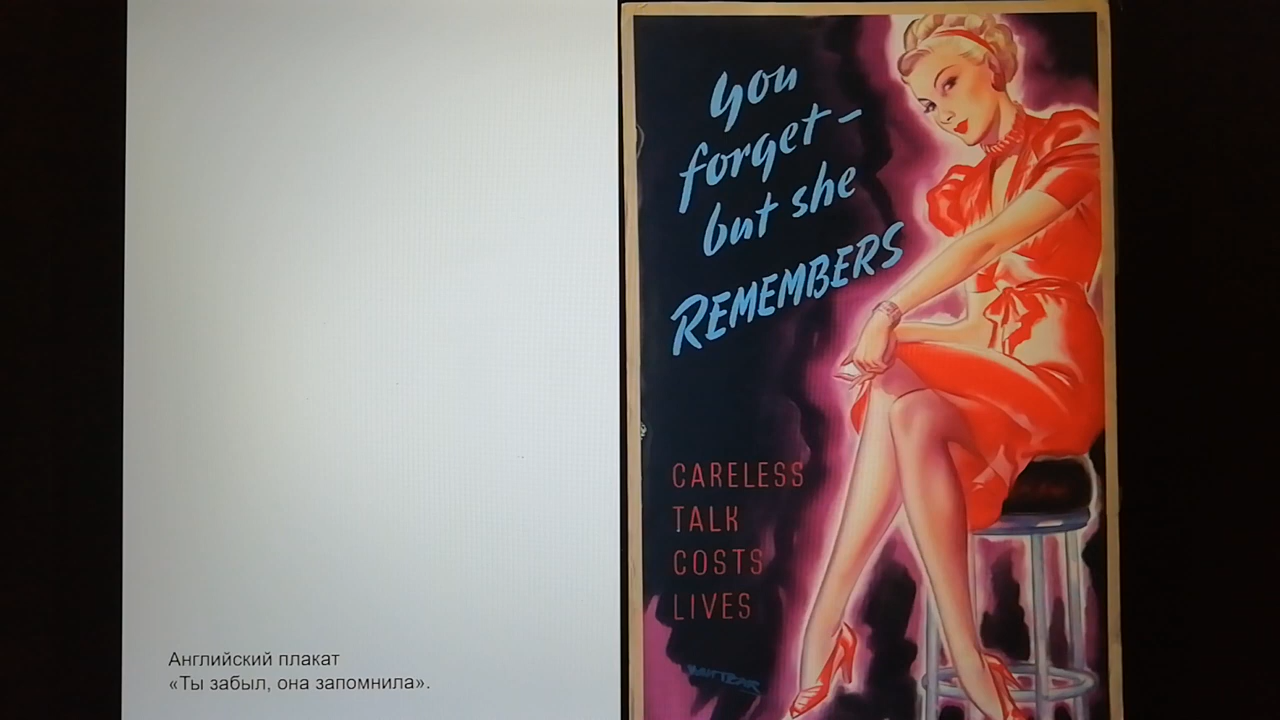 You
forget –
but she
REMEMBERS
CARELESS
TALK
COSTS
LIVES
Английский плакат
«Ты забыл, она запомнила».